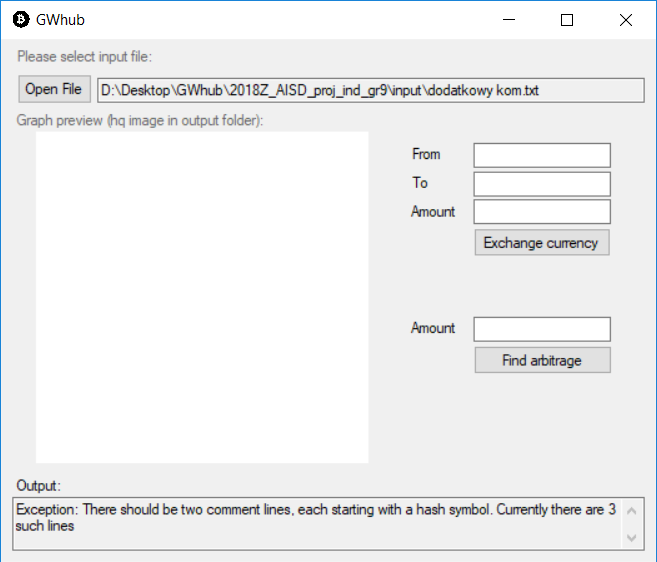 GWhub
Please select input file:
Open File
D:\Desktop\GWhub\2018Z_AISD_proj_ind_gr9\input\dodatkowy kom.txt
Graph preview (hq image in output folder):
From
To
Amount
Exchange currency
Amount
Find arbitrage
Output:
Exception: There should be two comment lines, each starting with a hash symbol. Currently there are 3
such lines